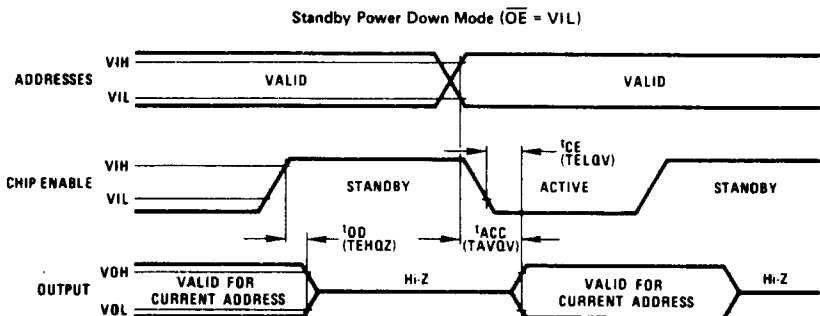 Standby Power Down Mode (OE = VIL)
VIH
ADDRESSES
VALID
VALID
VIL
VIH
tCE
(TELQV)
CHIP ENABLE
STANDBY
ACTIVE
STANDBY
VIL
tOD
(TEHQZ)
tACC
(TAVQV)
VOH
OUTPUT
VALID FOR
CURRENT ADDRESS
Hi-Z
VALID FOR
CURRENT ADDRESS
Hi-Z
VOL